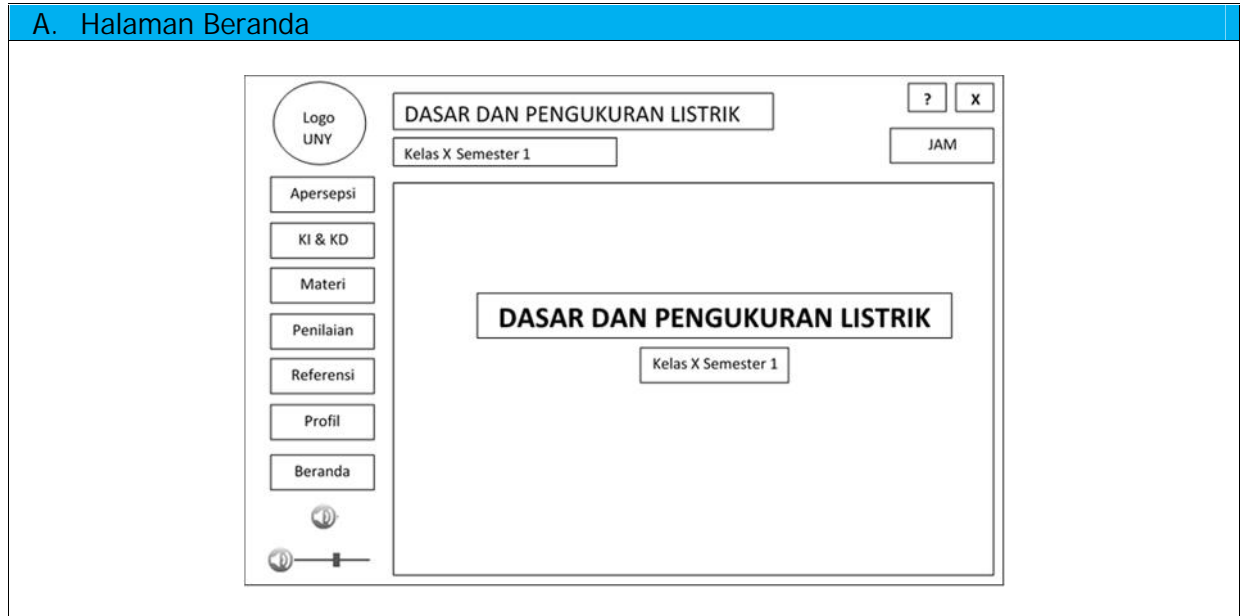 A. Halaman Beranda
Logo
UNY
DASAR DAN PENGUKURAN LISTRIK
Kelas X Semester 1
?
X
JAM
Apersepsi
KI & KD
Materi
Penilaian
Referensi
Profil
Beranda
DASAR DAN PENGUKURAN LISTRIK
Kelas X Semester 1